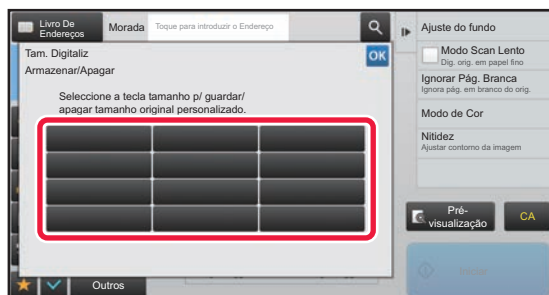 Livro De
Endereços
Morada
Toque para introduzir o Endereço
Tam. Digitaliz
OK
Armazenar/Apagar
Seleccione a tecla tamanho p/ guardar/
apagar tamanho original personalizado.
Outros
Ajuste do fundo
Modo Scan Lento
Dig. orig. em papel fino
Ignorar Pág. Branca
Ignora pág. em branco do orig.
Modo de Cor
Nitidez
Ajustar contorno da imagem
Pré-
visualização
CA